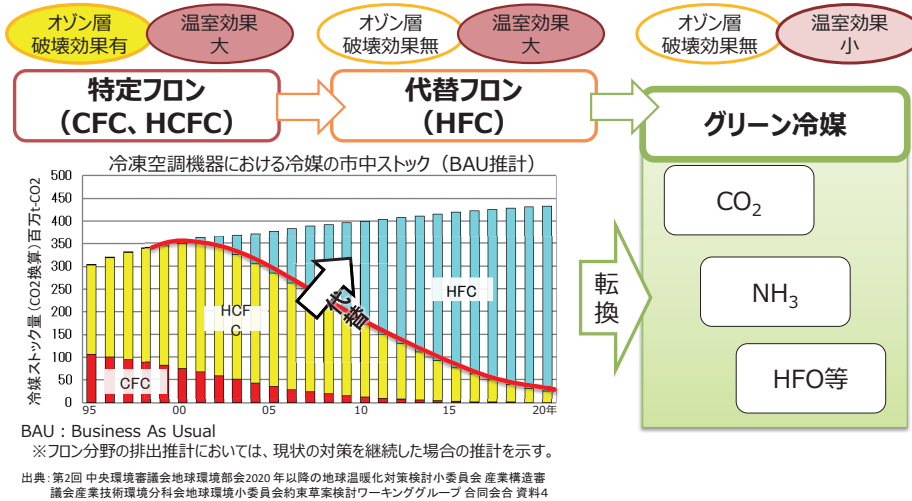 オゾン層
破壊効果有
温室効果
大
オゾン層
破壊効果無
温室効果
大
オゾン層
破壊効果無
温室効果
小
特定フロン
（CFC、HCFC）
代替フロン
（HFC）
グリーン冷媒
冷凍空調機器における冷媒の市中ストック（BAU推計）
冷媒ストック量（CO2換算）百万t-CO2
500
450
400
350
300
250
200
150
100
50
0
95
00
05
10
15
20年
CFC
HCF
C
代替
HFC
転換
CO₂
NH₃
HFO等
BAU：Business As Usual
※フロン分野の排出推計においては、現状の対策を継続した場合の推計を示す。
出典：第2回 中央環境審議会地球環境部会2020 年以降の地球温暖化対策検討小委員会 産業構造審
議会産業技術環境分科会地球環境小委員会約束草案検討ワーキンググループ 合同会合 資料４